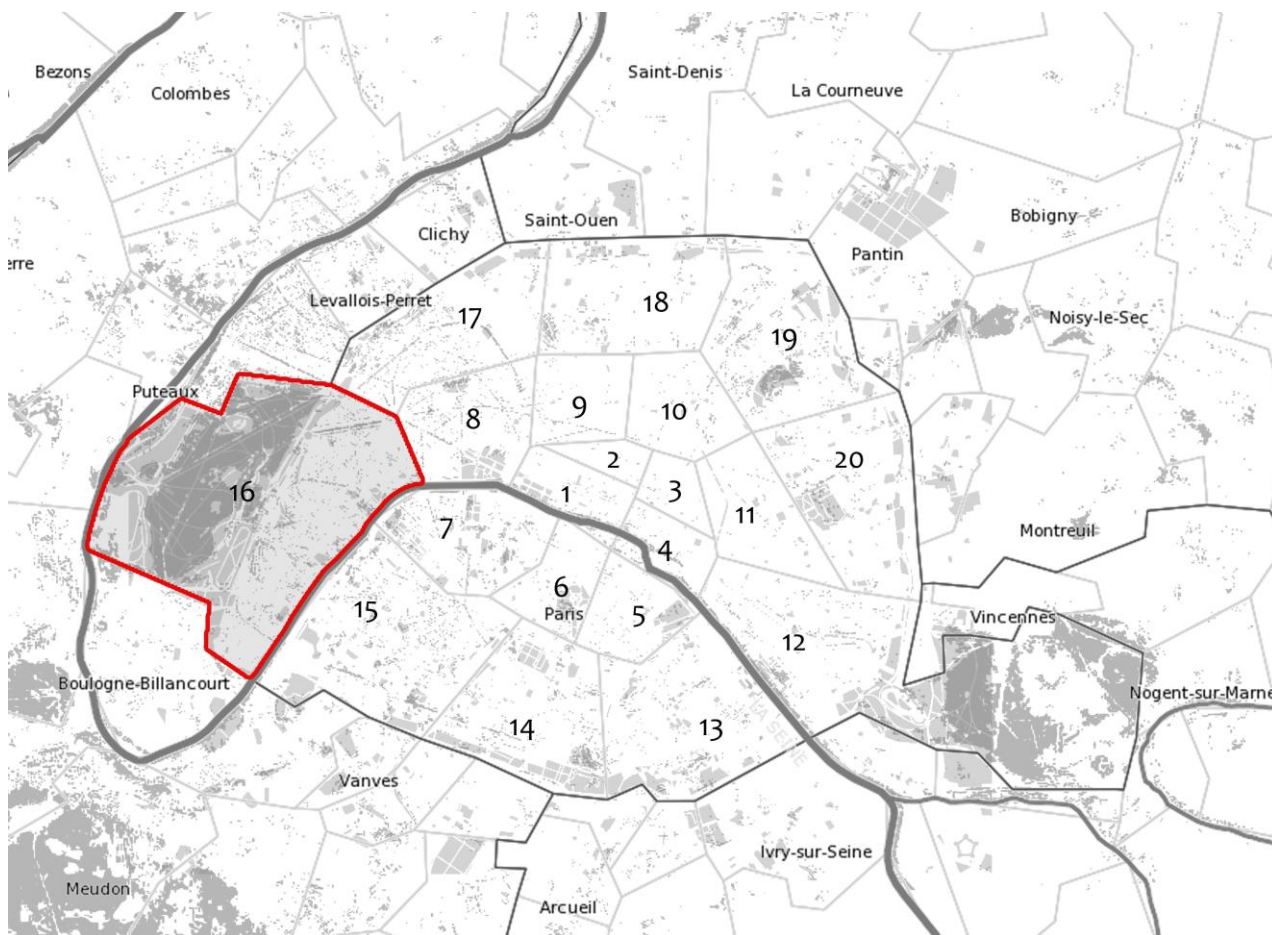 Bezons
Colombes
Saint-Denis
La Courneuve
Saint-Ouen
Clichy
Bobigny
Pantin
erre
Levallois-Perret
17
18
19
Noisy-le-Sec
Puteaux
8
9
10
2
20
16
1
3
11
7
4
Montreuil
6
Paris
5
15
12
Vincennes
Boulogne-Billancourt
Nogent-sur-Marne
14
13
Vanves
Ivry-sur-Seine
Meudon
Arcueil